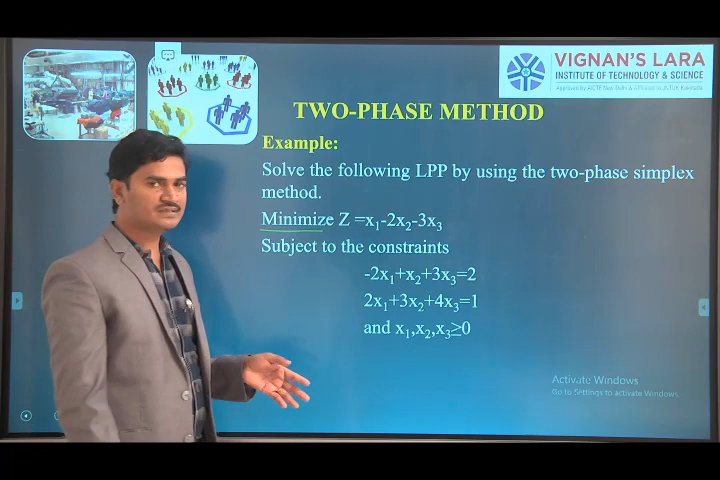 VIGNAN'S LARA
INSTITUTE OF TECHNOLOGY & SCIENCE
TWO-PHASE METHOD
Example:
Solve the following LPP by using the two-phase simplex
method.
Minimize Z =x₁-2x₂-3x₃
Subject to the constraints
-2x₁+x₂+3x₃=2
2x₁+3x₂+4x₃=1
and x₁,x₂,x₃≥0
Activate Windows
Go to Settings to activate Windows.